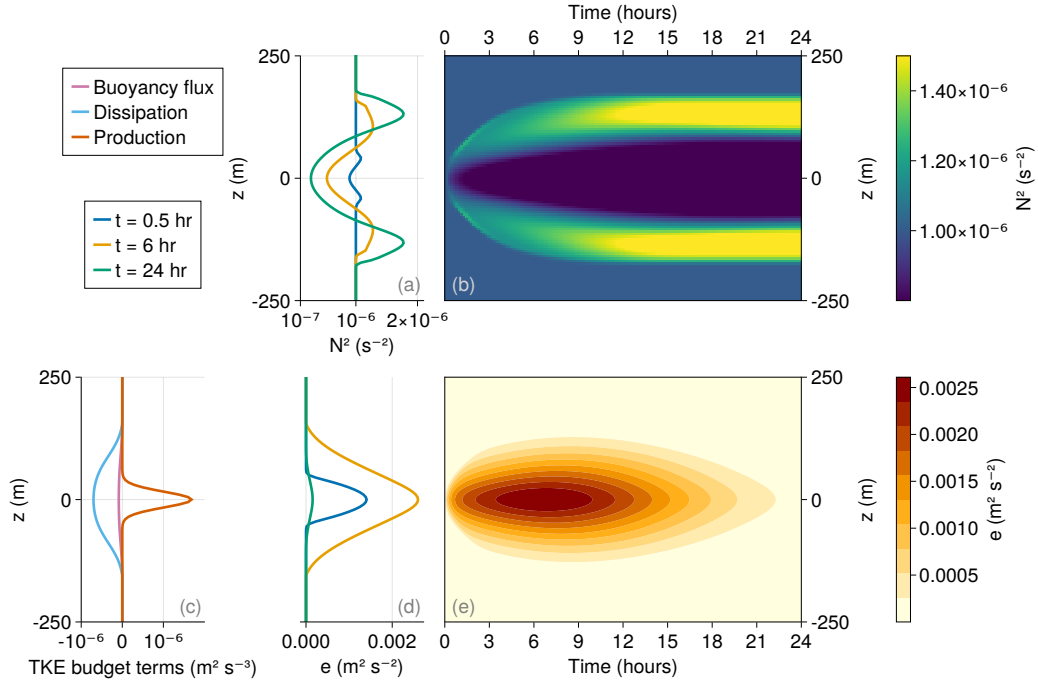 Time (hours)
0 3 6 9 12 15 18 21 24
Buoyancy flux
Dissipation
Production
t = 0.5 hr
t = 6 hr
t = 24 hr
250
0
-250
z (m)
10⁻⁷ 10⁻⁶ 2×10⁻⁶
N² (s⁻²)
(a)
(b)
250
0
-250
z (m)
1.40×10⁻⁶
1.20×10⁻⁶
1.00×10⁻⁶
N² (s⁻²)
250
0
-250
z (m)
-10⁻⁶ 0 10⁻⁶
TKE budget terms (m² s⁻³)
(c)
250
0
-250
z (m)
0.000 0.002
e (m² s⁻²)
(d)
(e)
0 3 6 9 12 15 18 21 24
Time (hours)
250
0
-250
z (m)
0.0025
0.0020
0.0015
0.0010
0.0005
e (m² s⁻²)